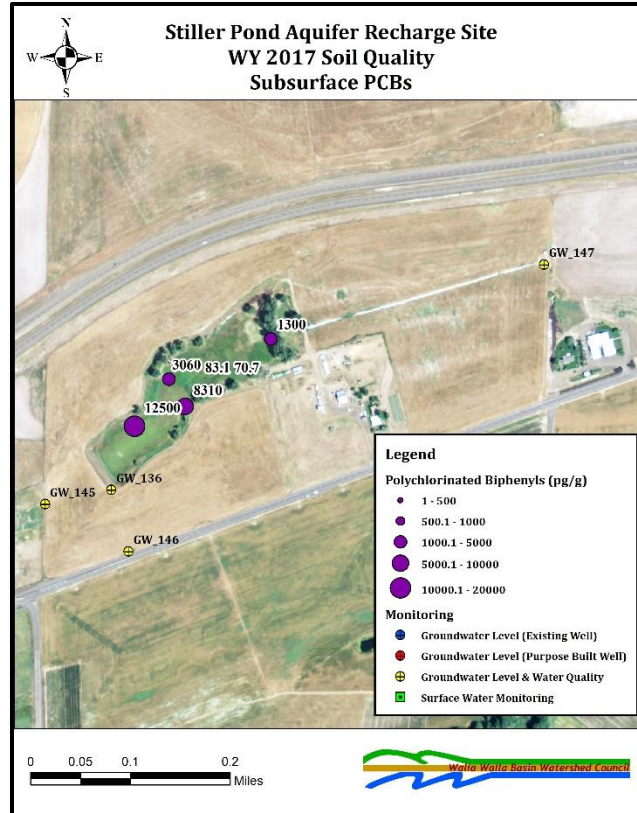 N
W E
S
Stiller Pond Aquifer Recharge Site
WY 2017 Soil Quality
Subsurface PCBs
GW_147
1300
3060 83.1 70.7
8310
12500
GW_136
GW_145
GW_146
Legend
Polychlorinated Biphenyls (pg/g)
1 - 500
500.1 - 1000
1000.1 - 5000
5000.1 - 10000
10000.1 - 20000
Monitoring
Groundwater Level (Existing Well)
Groundwater Level (Purpose Built Well)
Groundwater Level & Water Quality
Surface Water Monitoring
0 0.05 0.1 0.2
Miles
Walla Walla Basin Watershed Council